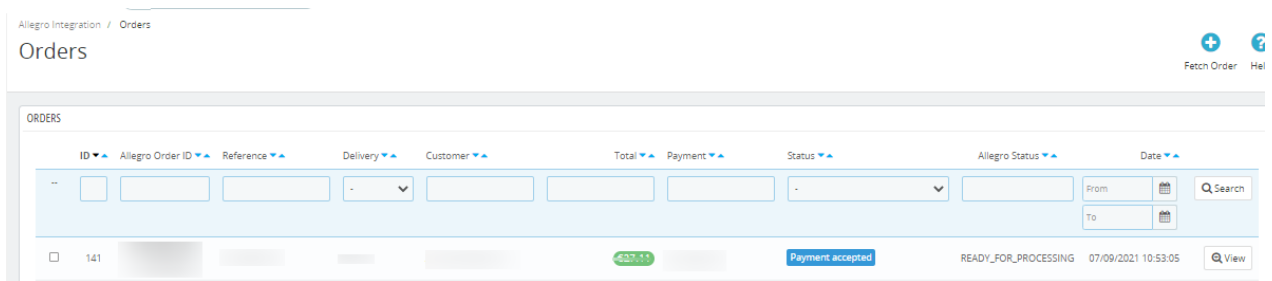 Allegro Integration / Orders
Orders
Fetch Order
ORDERS
ID Allegro Order ID Reference Delivery Customer Total Payment Status Allegro Status Date
-- - - From Search
To
141 Payment accepted READY_FOR_PROCESSING 07/09/2021 10:53:05 View